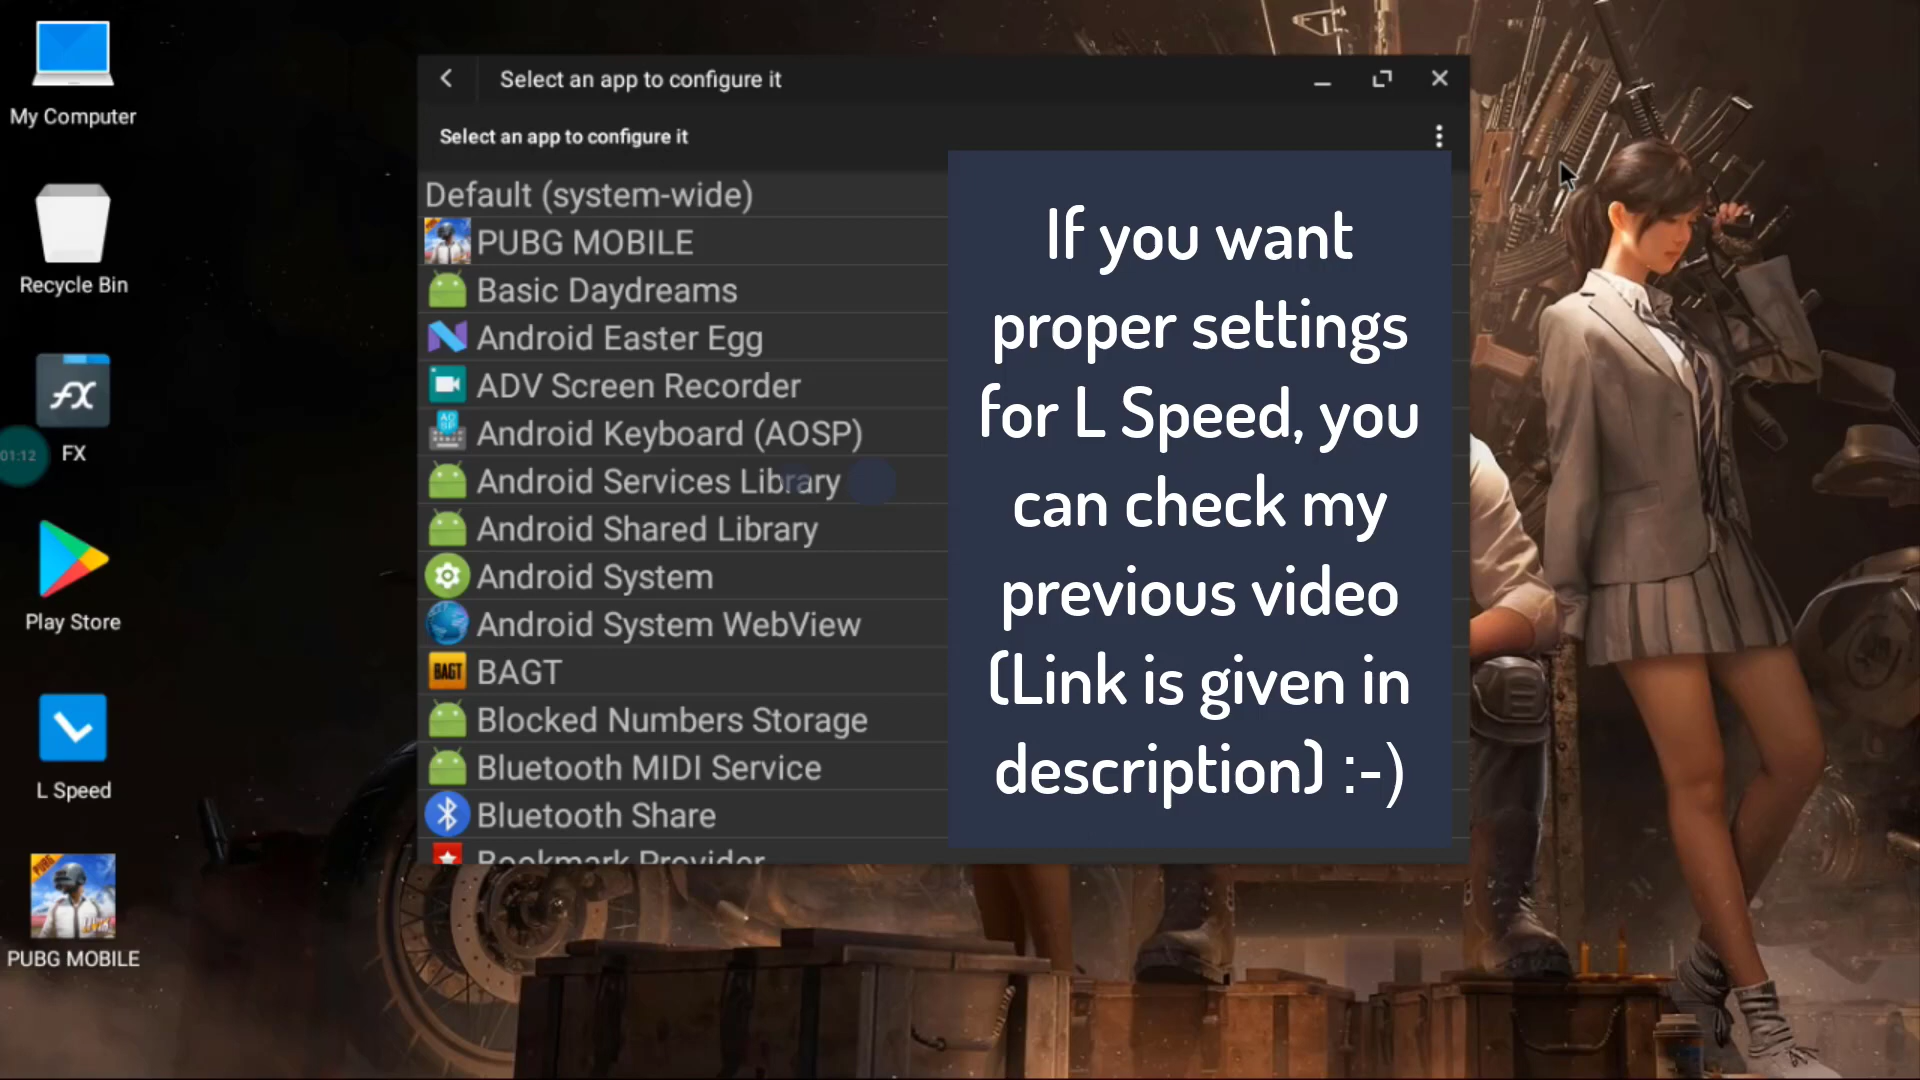 My Computer
Recycle Bin
01:12
FX
Play Store
L Speed
PUBG MOBILE
Select an app to configure it
Select an app to configure it
Default (system-wide)
PUBG MOBILE
Basic Daydreams
Android Easter Egg
ADV Screen Recorder
Android Keyboard (AOSP)
Android Services Library
Android Shared Library
Android System
Android System WebView
BAGT
BAGT
Blocked Numbers Storage
Bluetooth MIDI Service
Bluetooth Share
Bookmark Provider
If you want
proper settings
for L Speed, you
can check my
previous video
(Link is given in
description) :-)